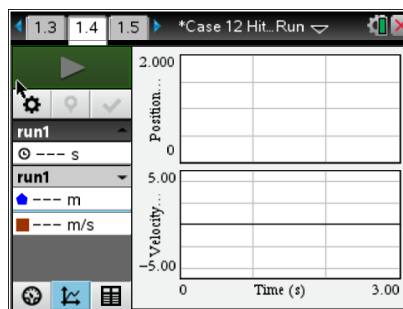 1.3 1.4 1.5 *Case 12 Hit...Run
run1
--- s
run1
--- m
--- m/s
2.000
Position...
0
5.00
Velocity...
-5.00
0 Time (s) 3.00